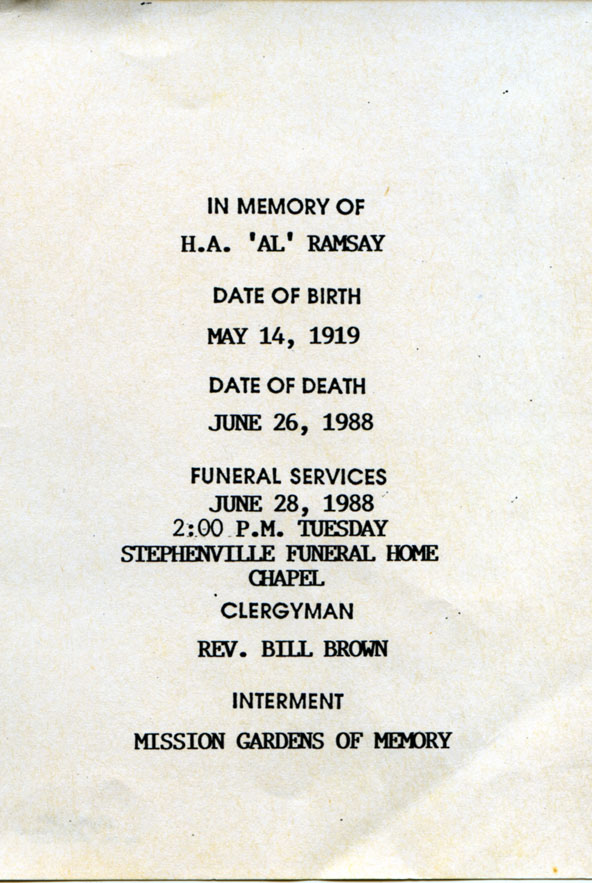 IN MEMORY OF
H.A. 'AL' RAMSAY
DATE OF BIRTH
MAY 14, 1919
DATE OF DEATH
JUNE 26, 1988
FUNERAL SERVICES
JUNE 28, 1988
2:00 P.M. TUESDAY
STEPHENVILLE FUNERAL HOME
CHAPEL
CLERGYMAN
REV. BILL BROWN
INTERMENT
MISSION GARDENS OF MEMORY